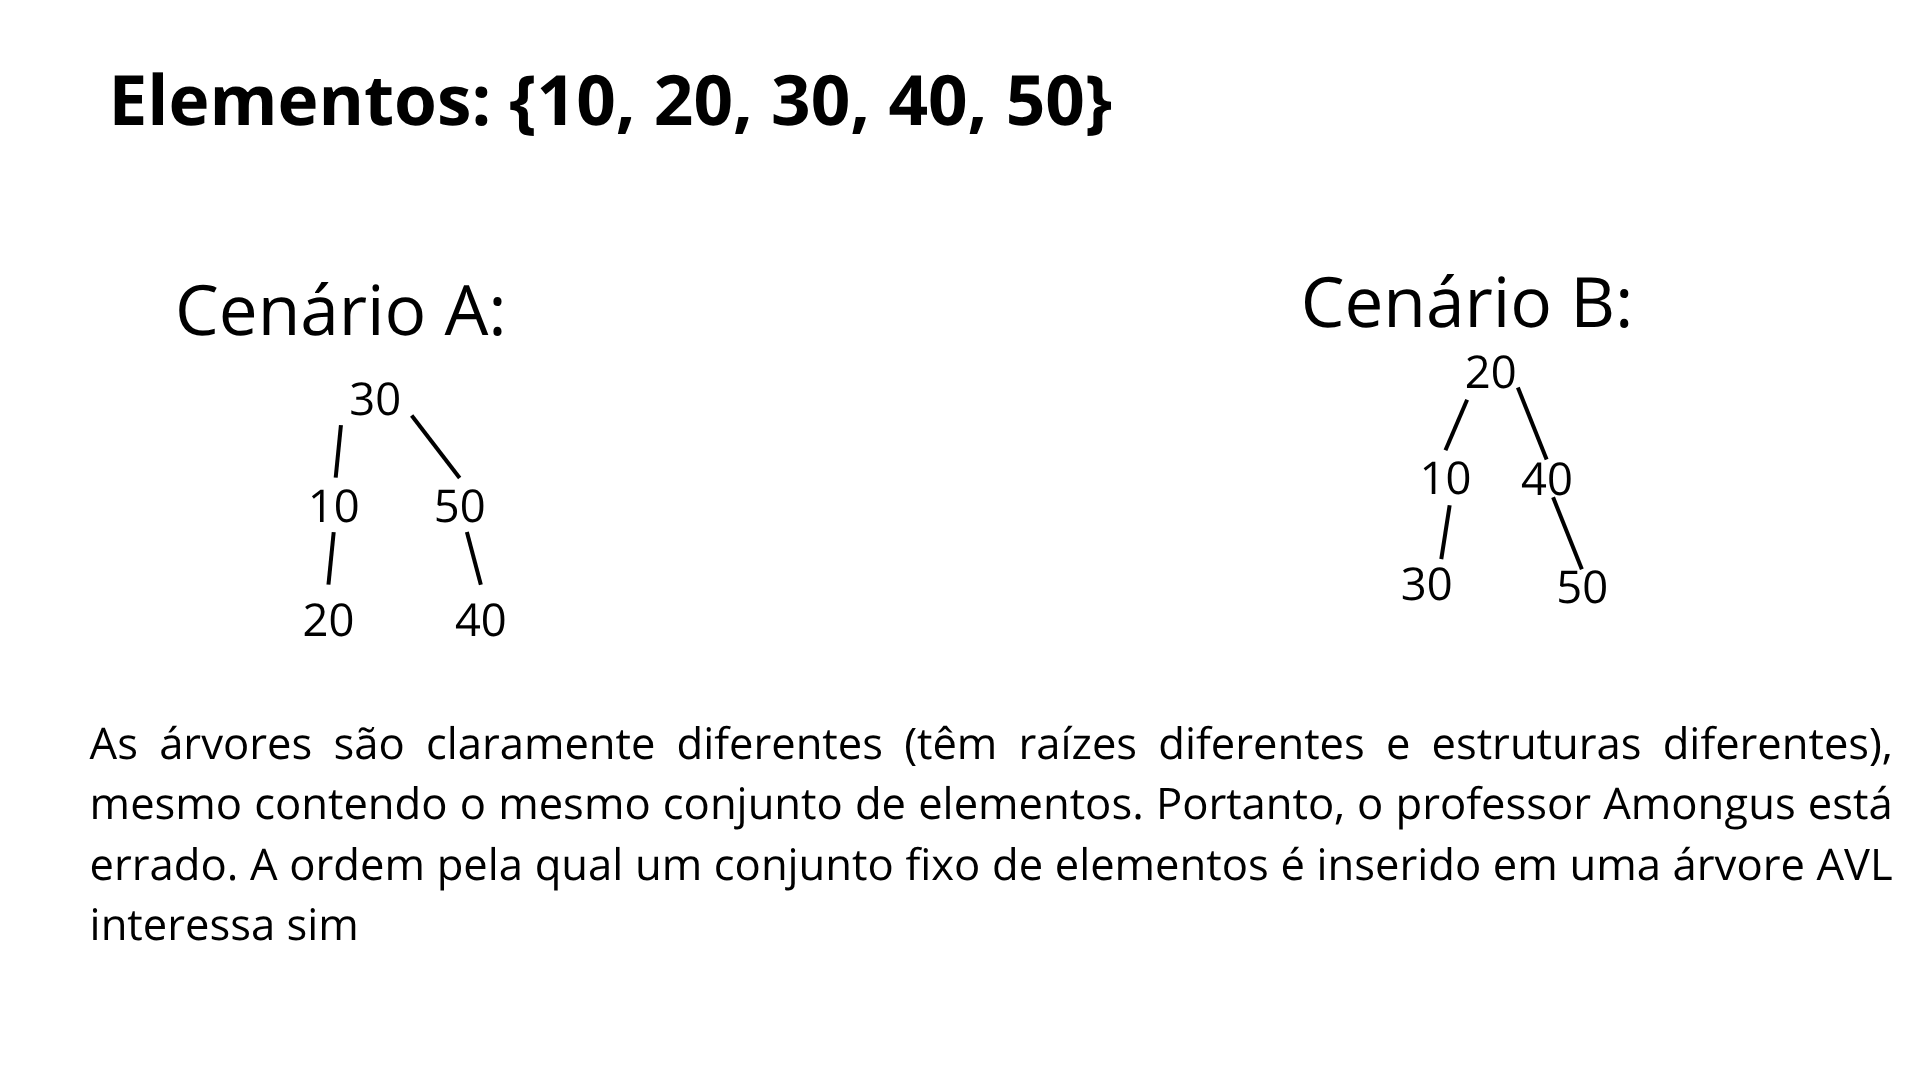 Elementos: {10, 20, 30, 40, 50}
Cenário A:
30
10 50
20 40
Cenário B:
20
10 40
30 50
As árvores são claramente diferentes (têm raízes diferentes e estruturas diferentes),
mesmo contendo o mesmo conjunto de elementos. Portanto, o professor Amongus está
errado. A ordem pela qual um conjunto fixo de elementos é inserido em uma árvore AVL
interessa sim